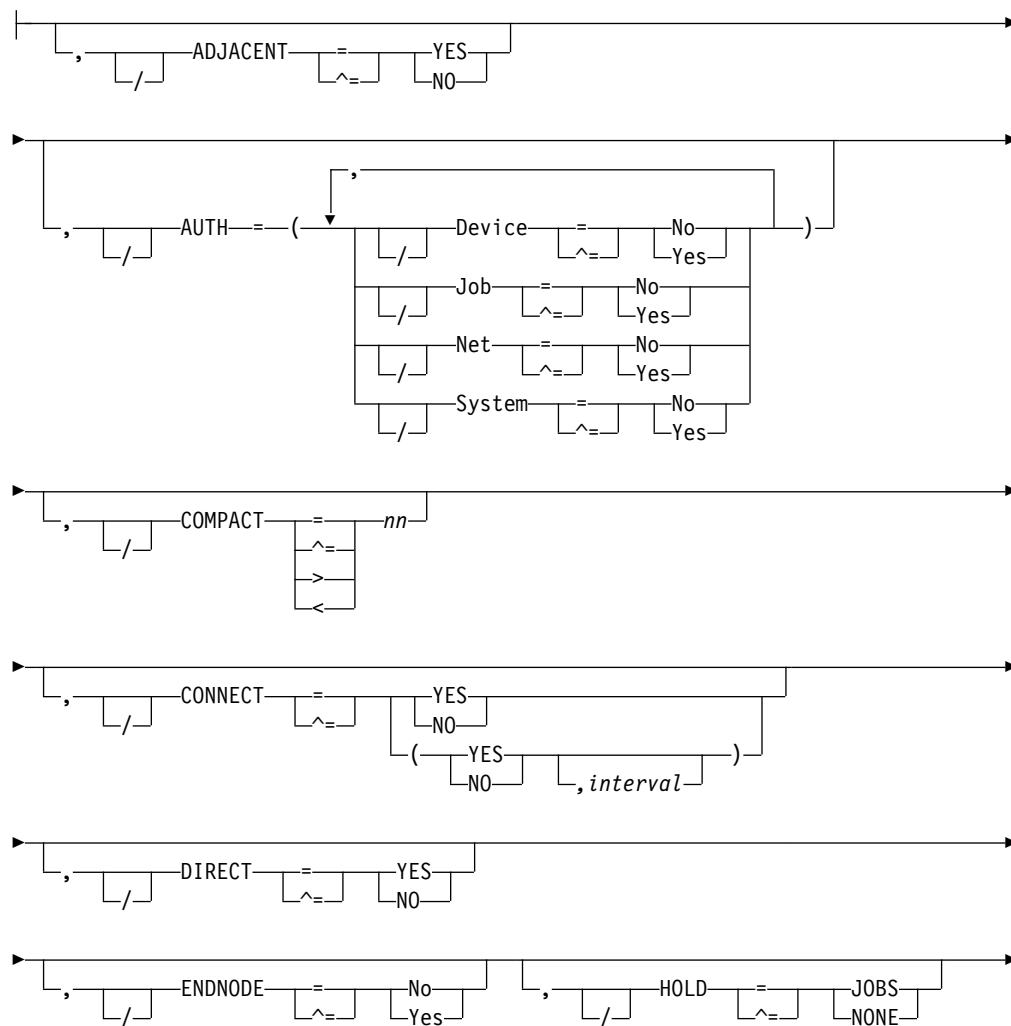 , / ADJACENT = YES
^= NO
,
, / AUTH = ( / Device = No )
^= Yes
/ Job = No
^= Yes
/ Net = No
^= Yes
/ System = No
^= Yes
, / COMPACT = nn
^=
>
<
, / CONNECT = YES
^= NO
( YES )
NO ,interval
, / DIRECT = YES
^= NO
, / ENDNODE = No , / HOLD = JOBS
^= Yes ^= NONE